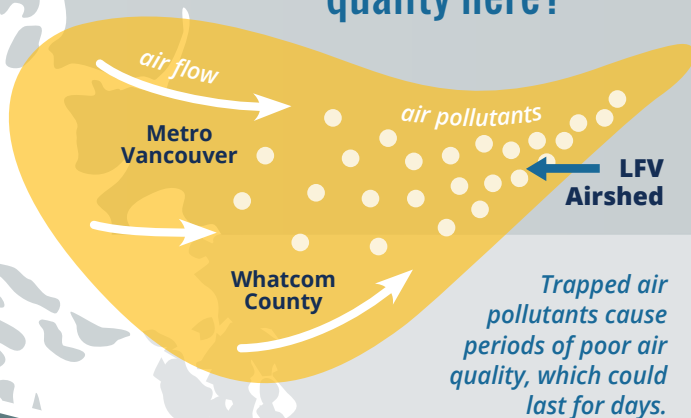 quality here?
air flow
air pollutants
Metro
Vancouver
LFV
Airshed
Whatcom
County
Trapped air
pollutants cause
periods of poor air
quality, which could
last for days.